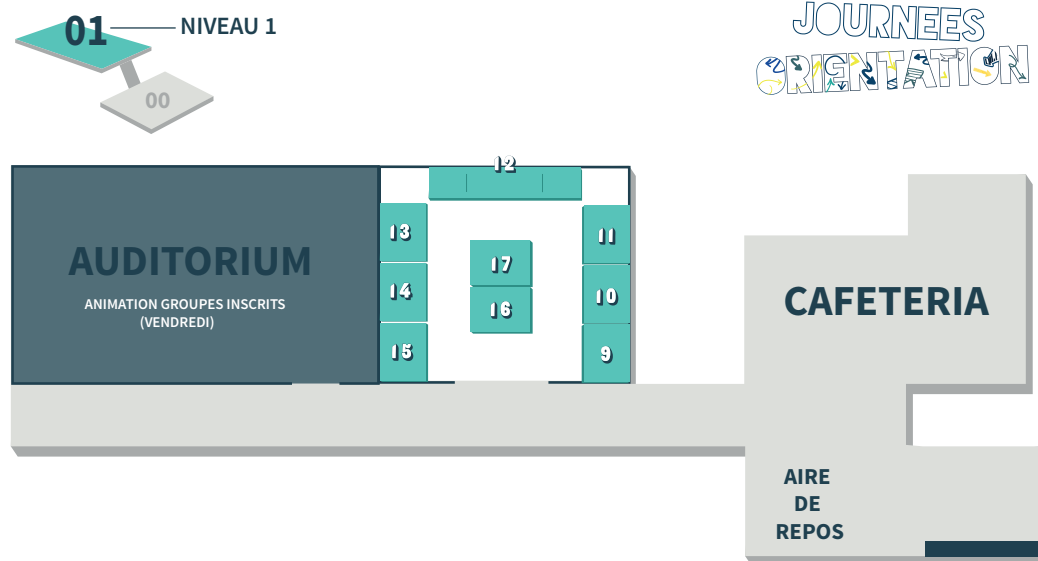 01
NIVEAU 1
00
JOURNEES
ORIENTATION
AUDITORIUM
ANIMATION GROUPES INSCRITS
(VENDREDI)
12
13
14
15
17
16
11
10
9
CAFETERIA
AIRE
DE
REPOS